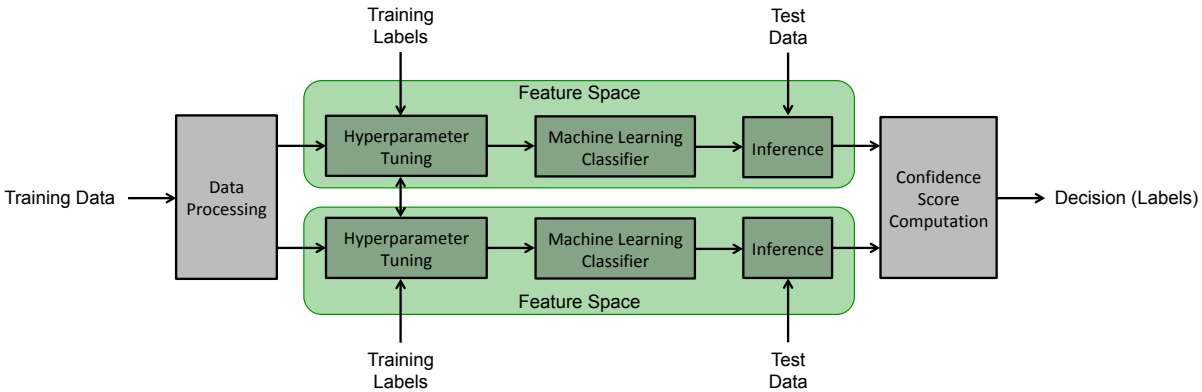 Training
Labels
Test
Data
Feature Space
Hyperparameter
Tuning
Machine Learning
Classifier
Inference
Training Data
Data
Processing
Confidence
Score
Computation
Decision (Labels)
Hyperparameter
Tuning
Machine Learning
Classifier
Inference
Feature Space
Training
Labels
Test
Data